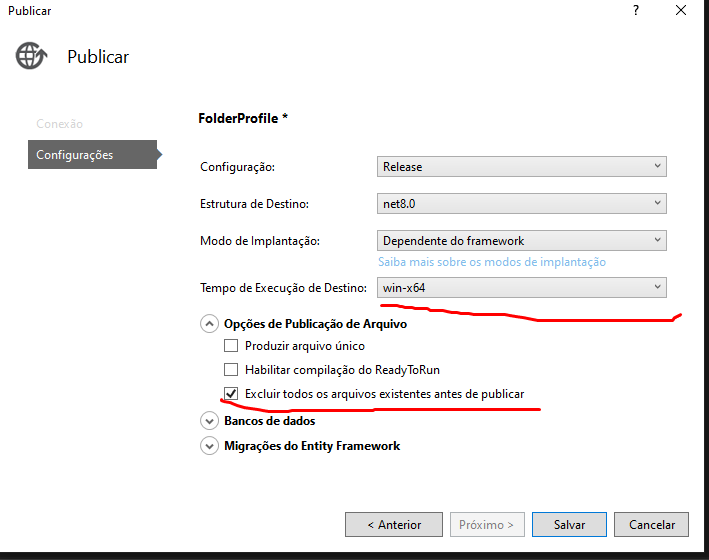 Publicar
?
Publicar
Conexão
Configurações
FolderProfile *
Configuração: Release
Estrutura de Destino: net8.0
Modo de Implantação: Dependente do framework
Saiba mais sobre os modos de implantação
Tempo de Execução de Destino: win-x64
Opções de Publicação de Arquivo
Produzir arquivo único
Habilitar compilação do ReadyToRun
Excluir todos os arquivos existentes antes de publicar
Bancos de dados
Migrações do Entity Framework
< Anterior Próximo > Salvar Cancelar